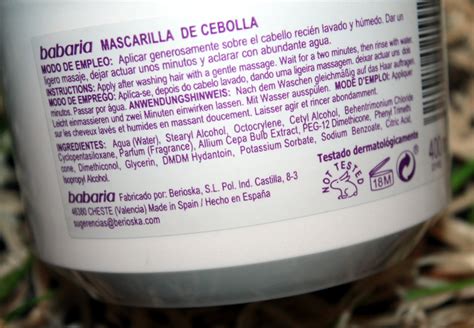 babaria MASCARILLA DE CEBOLLA
MODO DE EMPLEO: Aplicar generosamente sobre el cabello recién lavado y húmedo. Dar un
ligero masaje, dejar actuar unos minutos y aclarar con abundante agua.
INSTRUCTIONS: Apply after washing hair with a gentle massage. Wait for a two minutes, then rinse with water.
MODO DE EMPREGO: Aplica-se, depois do cabelo lavado, dando uma ligeira massagem, deixar actuar uns
minutos. Passar por água. ANWENDUNGSHINWEIS: Nach dem Waschen gleichmäßig auf das Haar auftragen.
Leicht einmassieren und zwei Minuten einwirken lassen. Mit Wasser ausspülen. MODE D'EMPLOI: Appliquer
sur les cheveux lavés et humides en massant doucement. Laisser agir et rincer abondamment.
INGREDIENTES: Aqua (Water), Stearyl Alcohol, Octocrylene, Cetyl Alcohol, Behentrimonium Chloride
Cyclopentasiloxane, Parfum (Fragrance), Allium Cepa Bulb Extract, PEG-12 Dimethicone, Phenyl
one, Dimethiconol, Glycerin, DMDM Hydantoin, Potassium Sorbate, Sodium Benzoate, Citric Acid,
Isopropyl Alcohol.
Testado dermatológicamente
babaria
Fabricado por: Berioska, S.L. Pol. Ind. Castilla, 8-3
46380 CHESTE (Valencia) Made in Spain / Hecho en España
sugerencias@berioska.com
NOT TESTED
18M
400